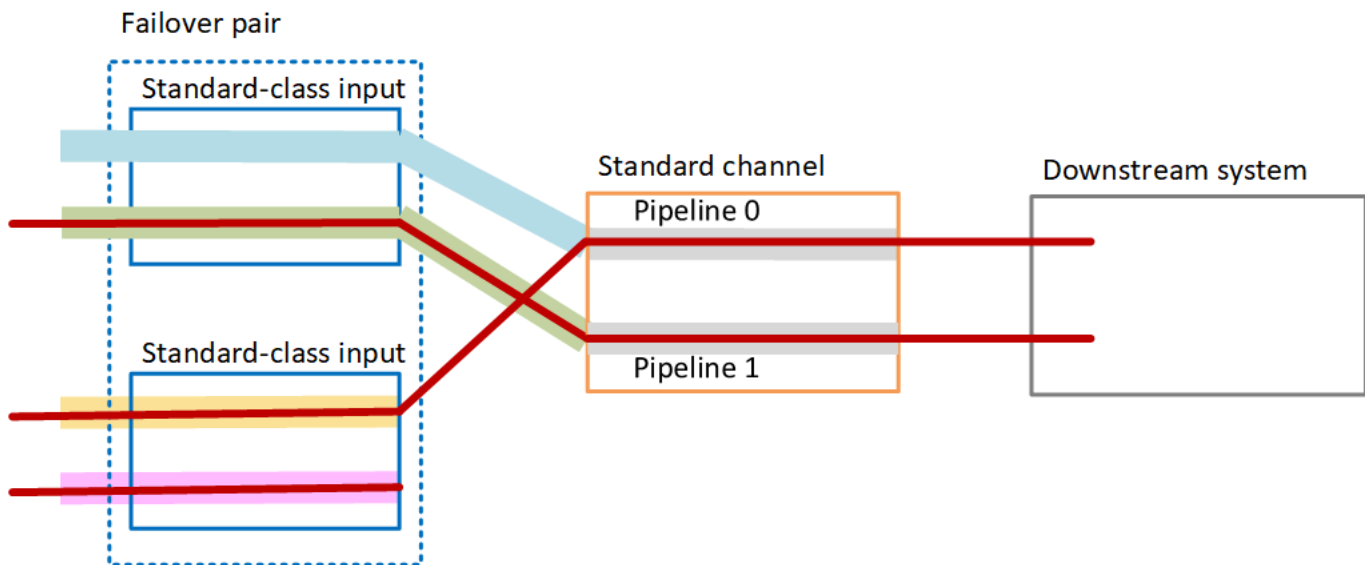 Failover pair
Standard-class input
Standard channel
Downstream system
Pipeline 0
Standard-class input
Pipeline 1